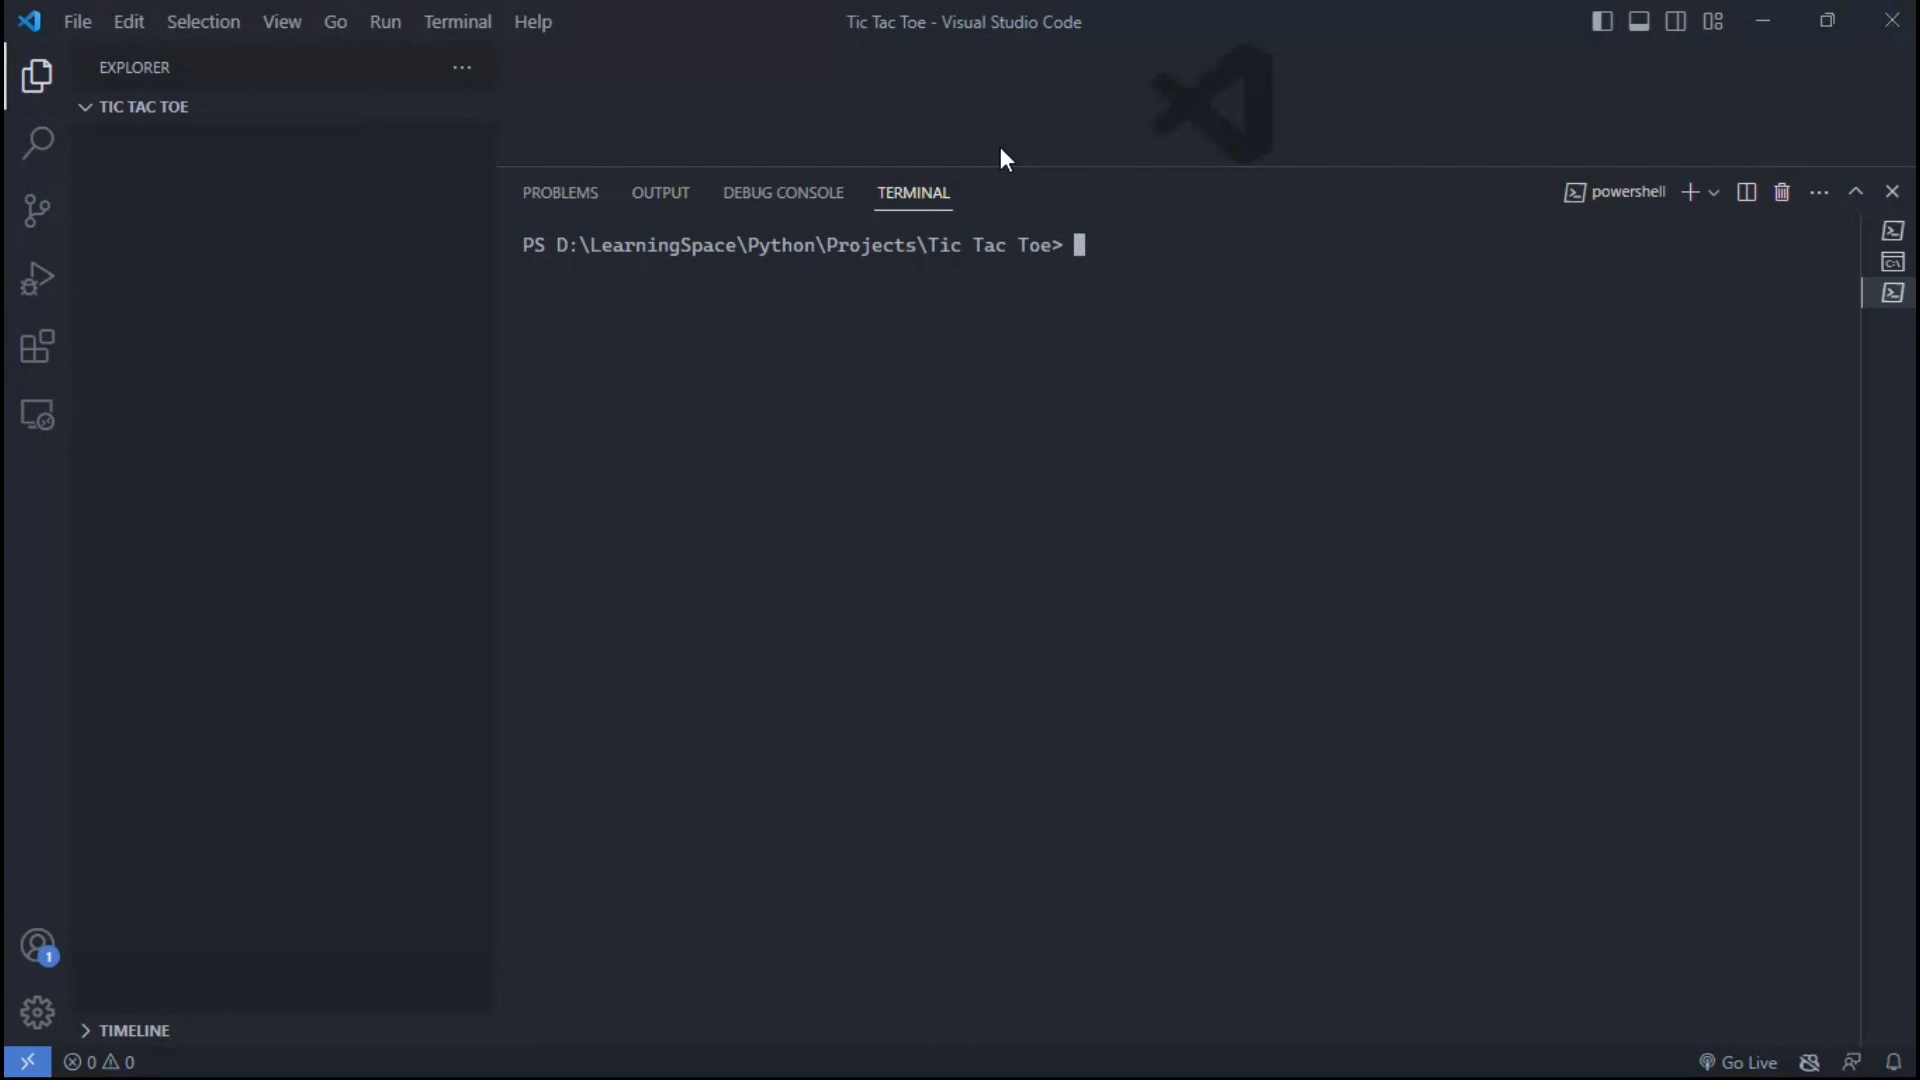 File Edit Selection View Go Run Terminal Help
Tic Tac Toe - Visual Studio Code
EXPLORER
TIC TAC TOE
PROBLEMS OUTPUT DEBUG CONSOLE TERMINAL
powershell
PS D:\LearningSpace\Python\Projects\Tic Tac Toe>
C:\
1
TIMELINE
0 0
Go Live